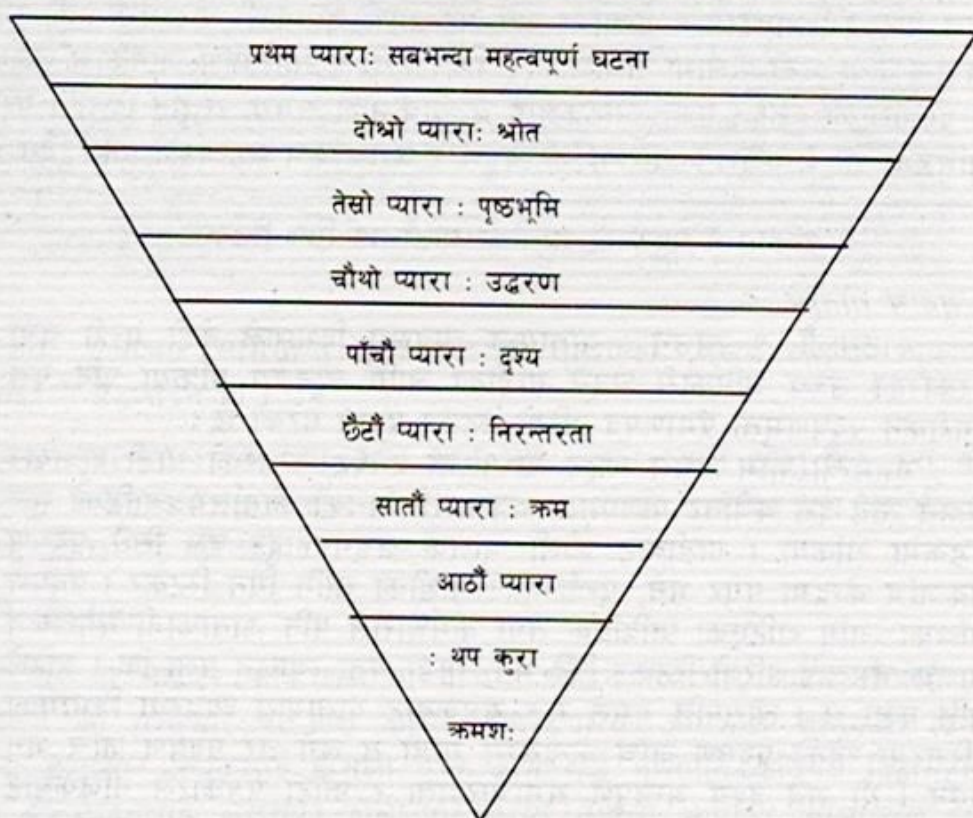 प्रथम प्याराः सबभन्दा महत्वपूर्ण घटना
दोश्रो प्याराः श्रोत
तेस्रो प्यारा : पृष्ठभूमि
चौथो प्यारा : उद्धरण
पाँचौ प्यारा : दृश्य
छैटौँ प्यारा : निरन्तरता
सातौँ प्यारा : क्रम
आठौँ प्यारा
: थप कुरा
क्रमशः